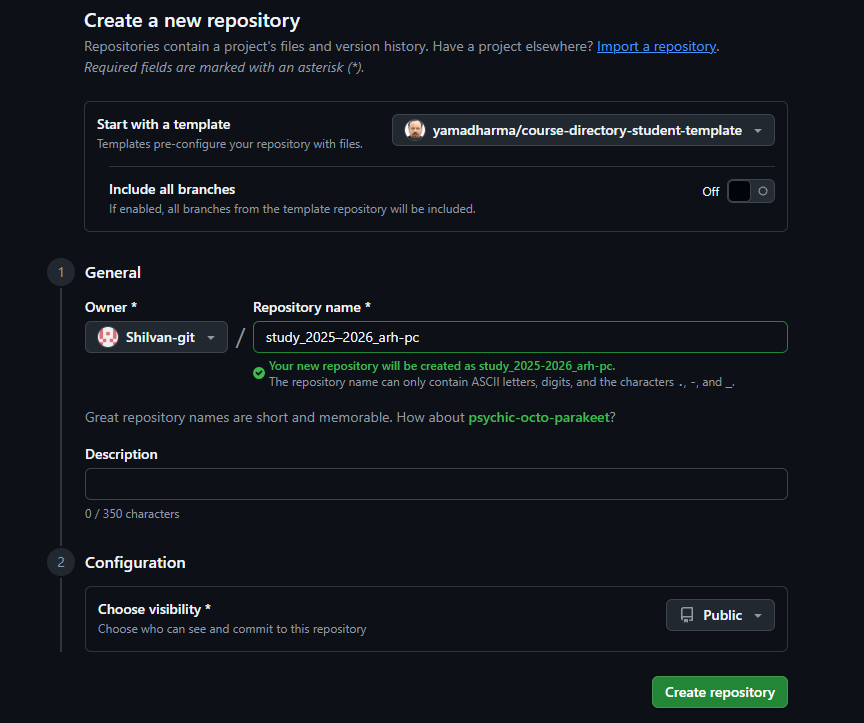 Create a new repository
Repositories contain a project's files and version history. Have a project elsewhere? Import a repository.
Required fields are marked with an asterisk (*).
Start with a template
Templates pre-configure your repository with files.
yamadharma/course-directory-student-template
Include all branches
If enabled, all branches from the template repository will be included.
Off
1
General
Owner *
Repository name *
Shilvan-git
/
study_2025–2026_arh-pc
Your new repository will be created as study_2025-2026_arh-pc.
The repository name can only contain ASCII letters, digits, and the characters ., -, and _.
Great repository names are short and memorable. How about psychic-octo-parakeet?
Description
0 / 350 characters
2
Configuration
Choose visibility *
Choose who can see and commit to this repository
Public
Create repository